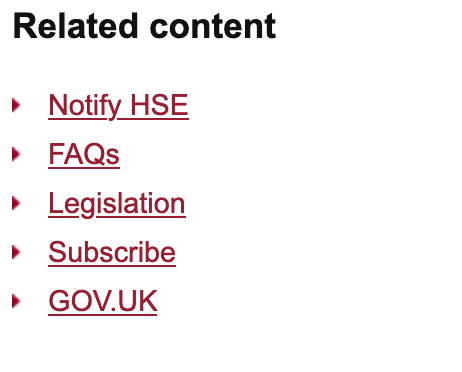 Related content
Notify HSE
FAQs
Legislation
Subscribe
GOV.UK